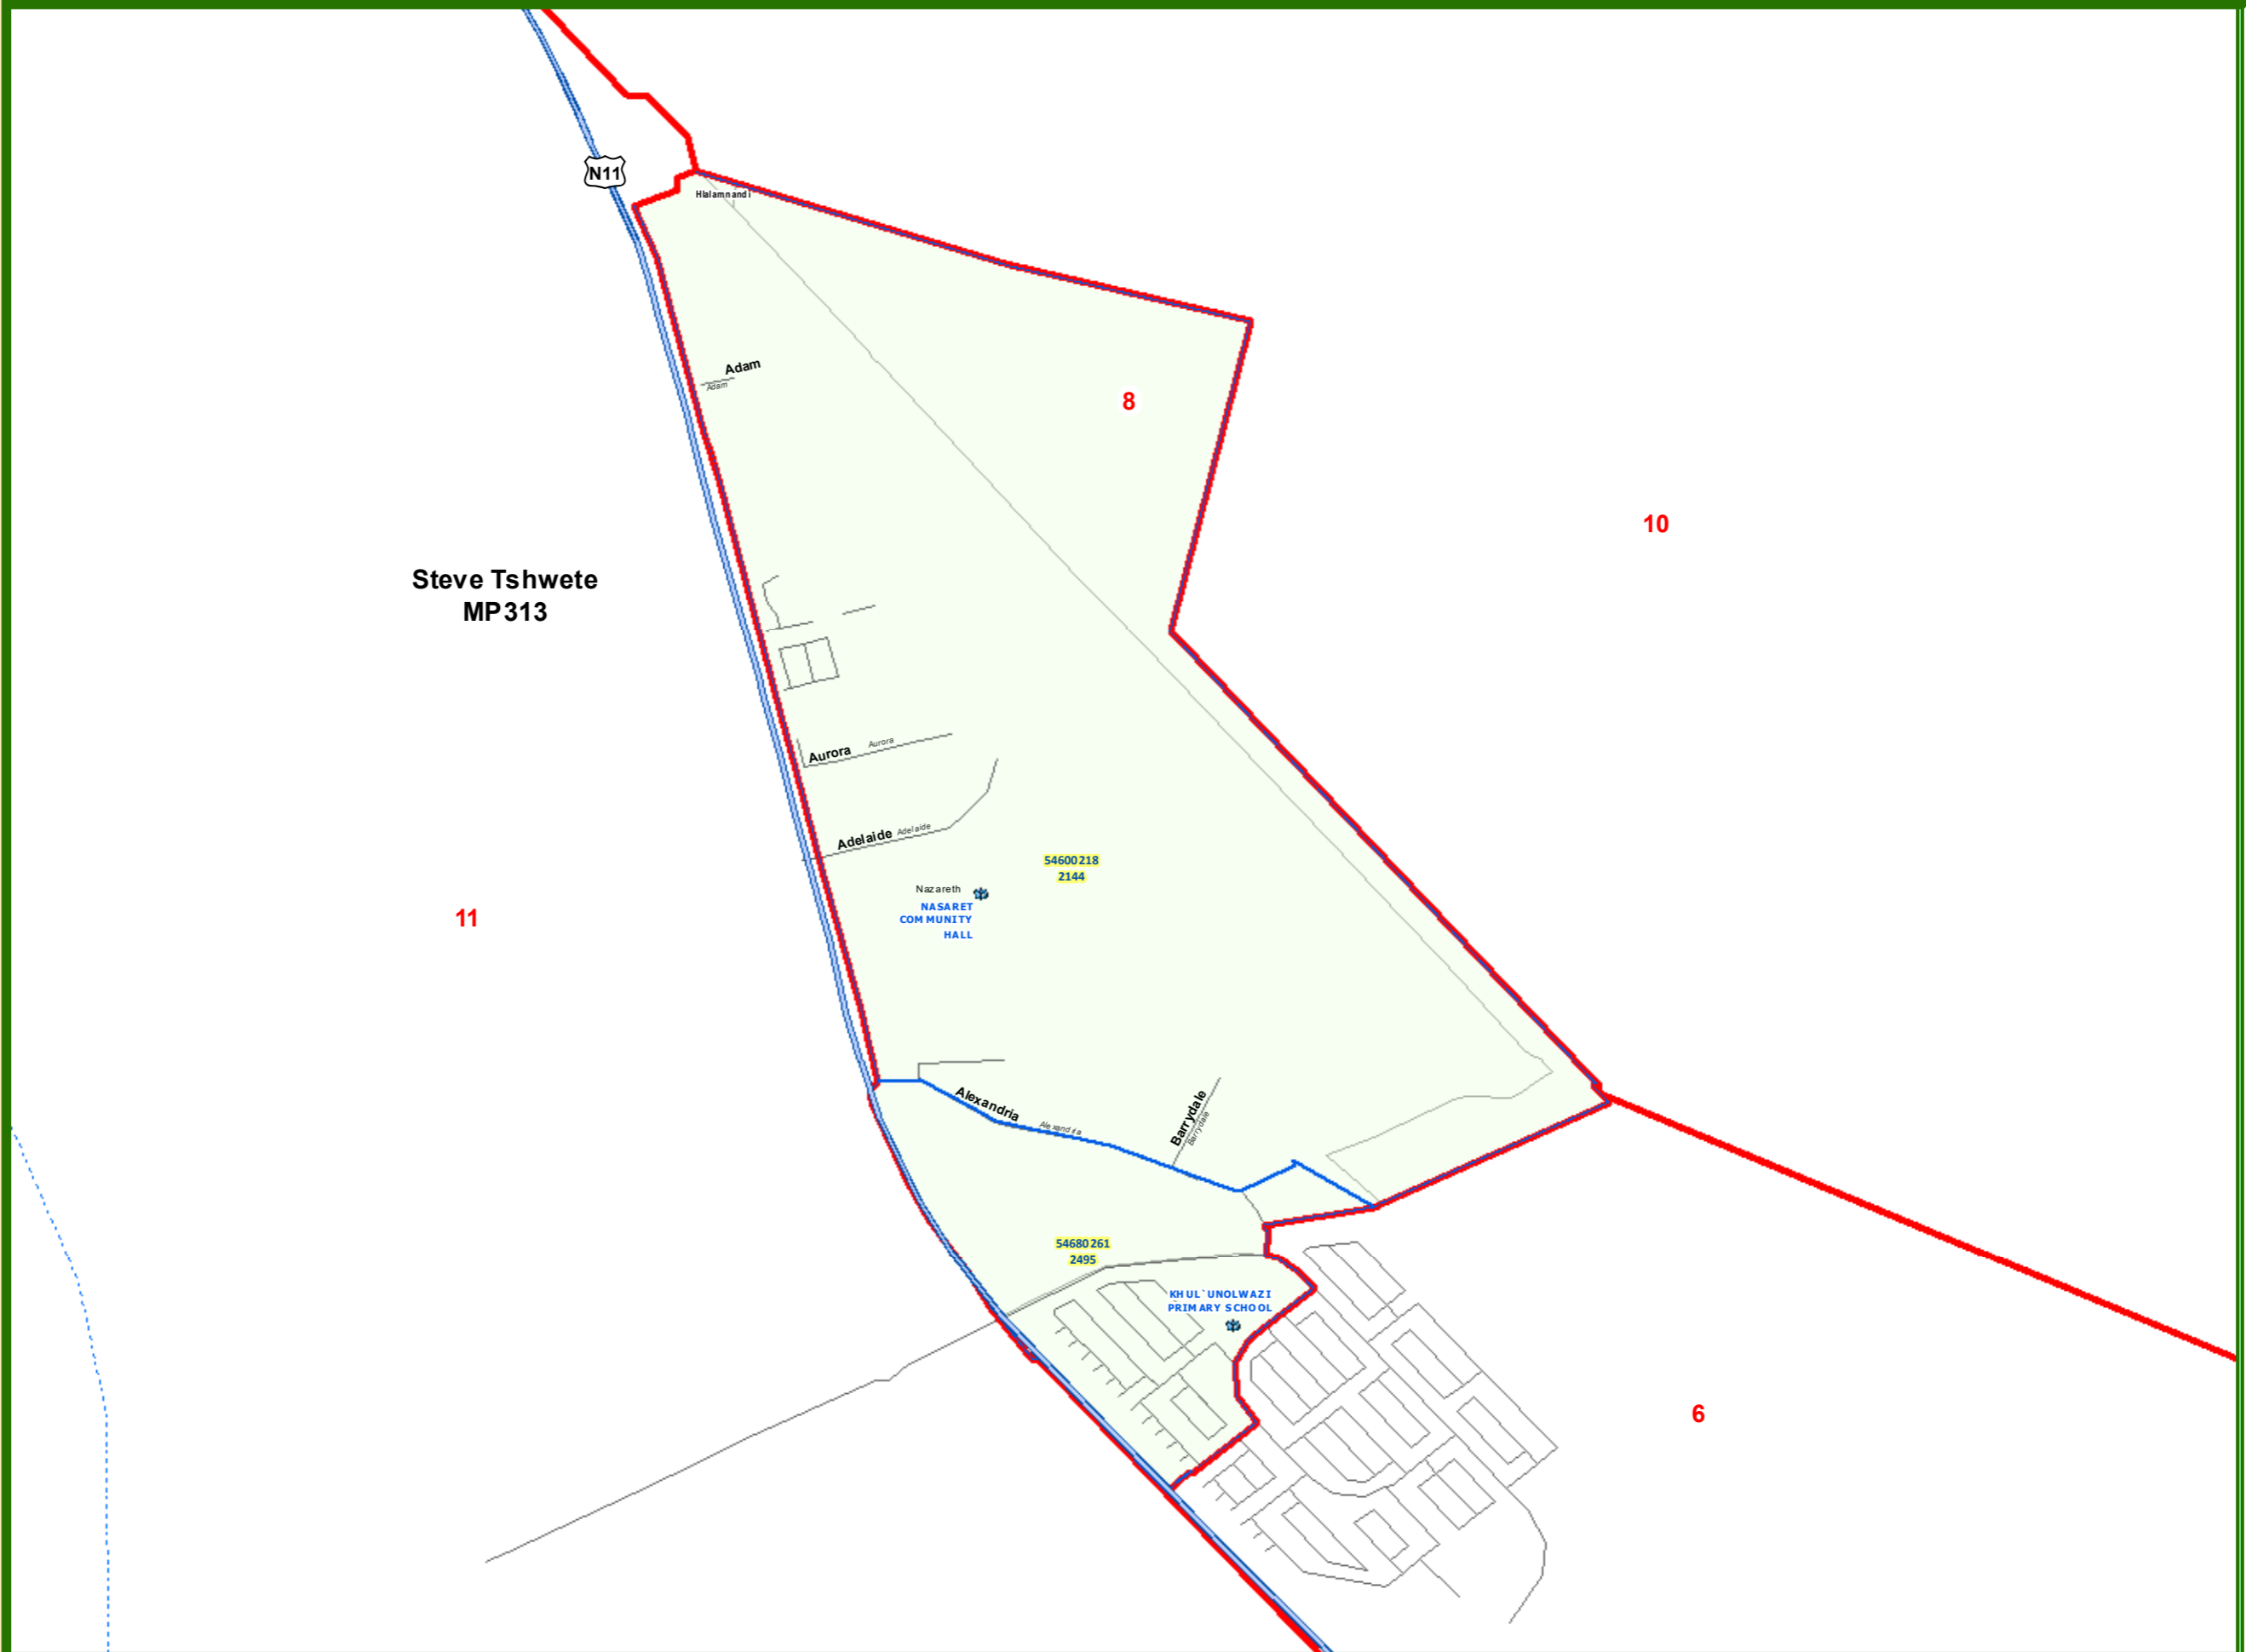 N11
Hlalamnandi
Adam
Adam
8
10
Steve Tshwete
MP313
Aurora
Aurora
Adelaide
Adelaide
54600218
2144
Nazareth
NASARET
COMMUNITY
HALL
11
Alexandria
Alexandria
Barrydale
Barrydale
54680261
2495
KHUL`UNOLWAZI
PRIMARY SCHOOL
6